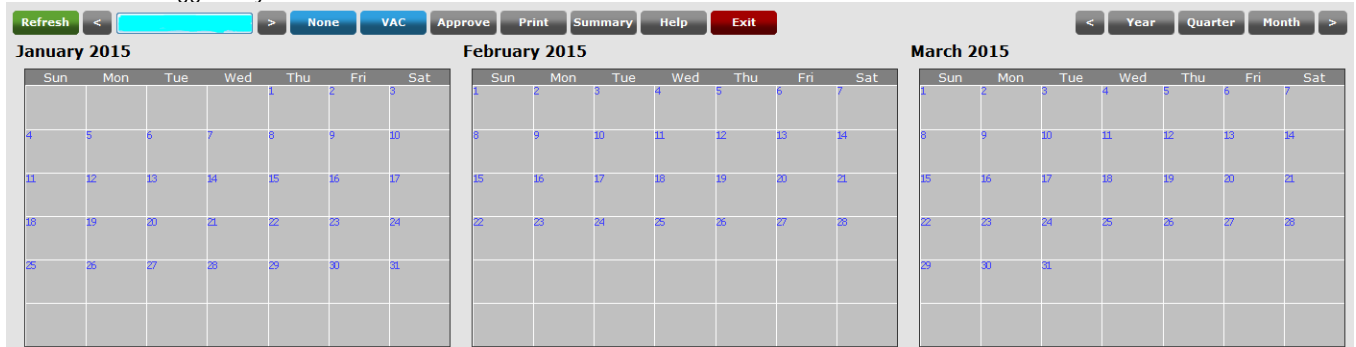 Refresh < > None VAC Approve Print Summary Help Exit < Year Quarter Month >
January 2015 February 2015 March 2015
Sun Mon Tue Wed Thu Fri Sat Sun Mon Tue Wed Thu Fri Sat Sun Mon Tue Wed Thu Fri Sat
1 2 3 1 2 3 4 5 6 7 1 2 3 4 5 6 7
4 5 6 7 8 9 10 8 9 10 11 12 13 14 8 9 10 11 12 13 14
11 12 13 14 15 16 17 15 16 17 18 19 20 21 15 16 17 18 19 20 21
18 19 20 21 22 23 24 22 23 24 25 26 27 28 22 23 24 25 26 27 28
25 26 27 28 29 30 31 29 30 31